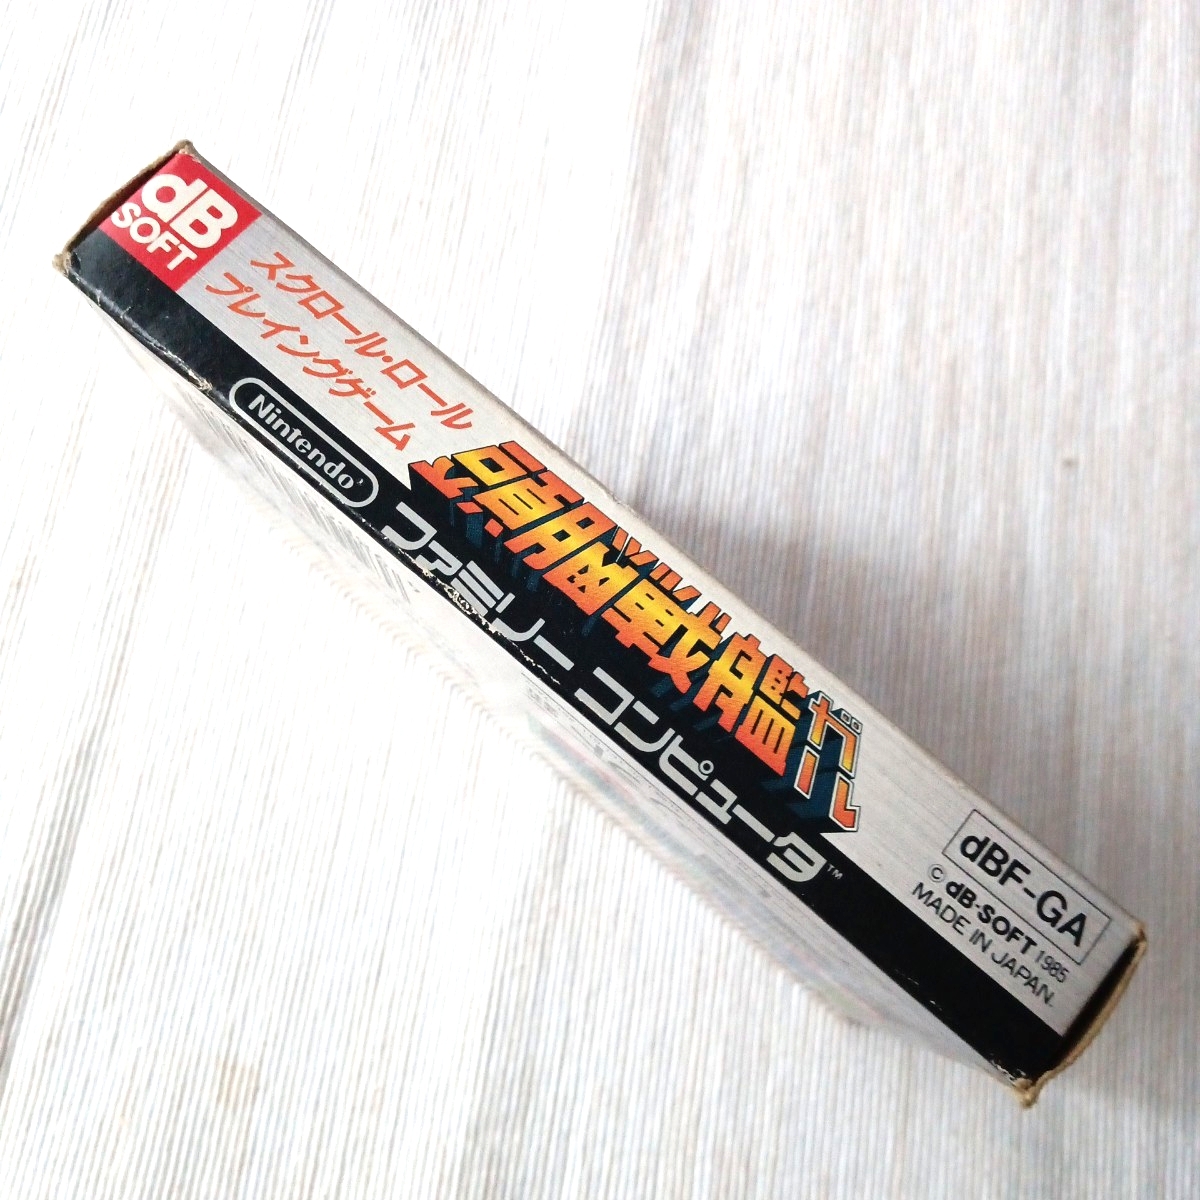 dB
SOFT
スクロール・ロール
プレイングゲーム
頭脳戦艦ガル
Nintendo
ファミリー コンピュータ™
dBF-GA
© dB-SOFT 1985
MADE IN JAPAN.